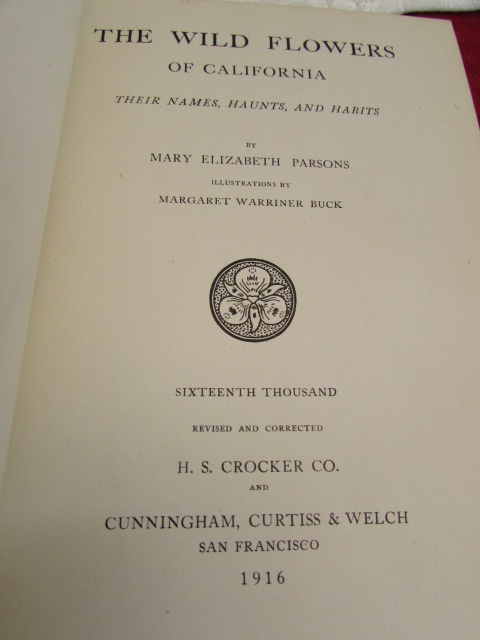 THE WILD FLOWERS
OF CALIFORNIA
THEIR NAMES, HAUNTS, AND HABITS
BY
MARY ELIZABETH PARSONS
ILLUSTRATIONS BY
MARGARET WARRINER BUCK
SIXTEENTH THOUSAND
REVISED AND CORRECTED
H. S. CROCKER CO.
AND
CUNNINGHAM, CURTISS & WELCH
SAN FRANCISCO
1916